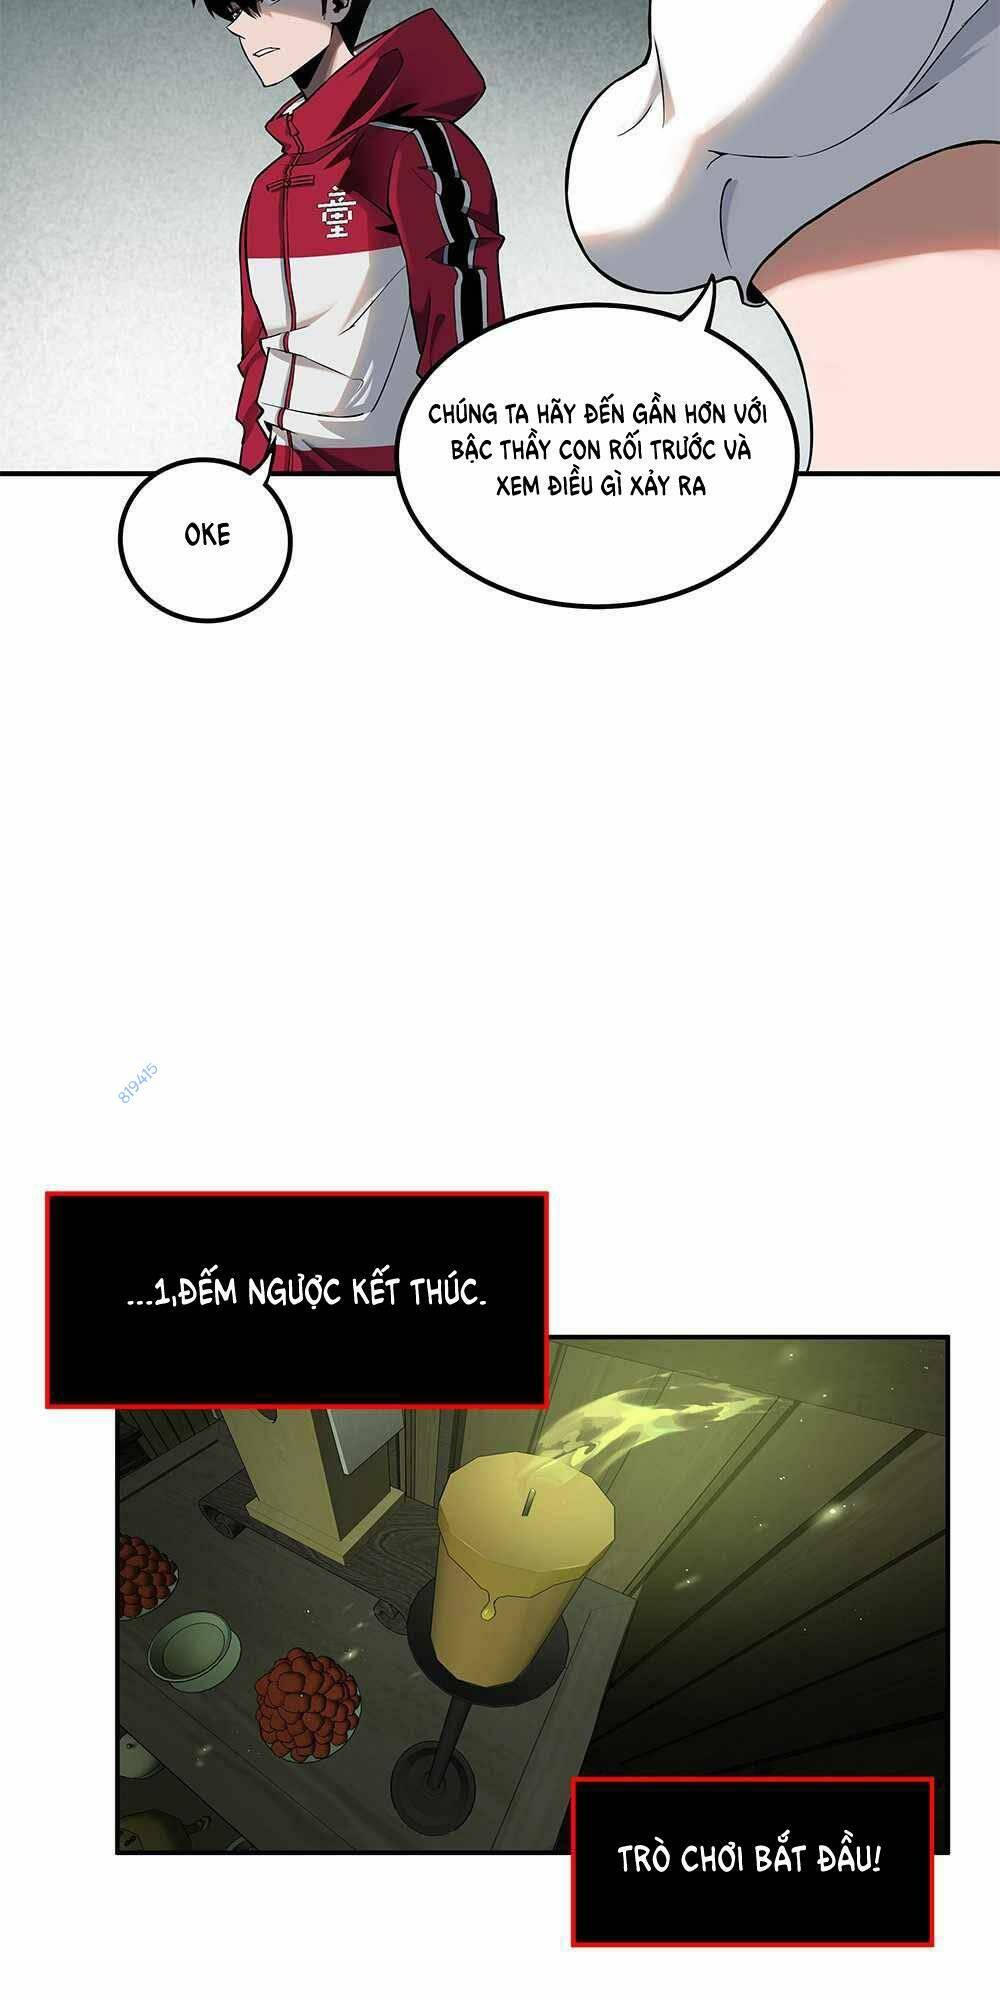 童
CHÚNG TA HÃY ĐẾN GẦN HƠN VỚI
BẬC THẦY CON RỐI TRƯỚC VÀ
XEM ĐIỀU GÌ XẢY RA
OKE
819415
...1,ĐẾM NGƯỢC KẾT THÚC.
TRÒ CHƠI BẮT ĐẦU!